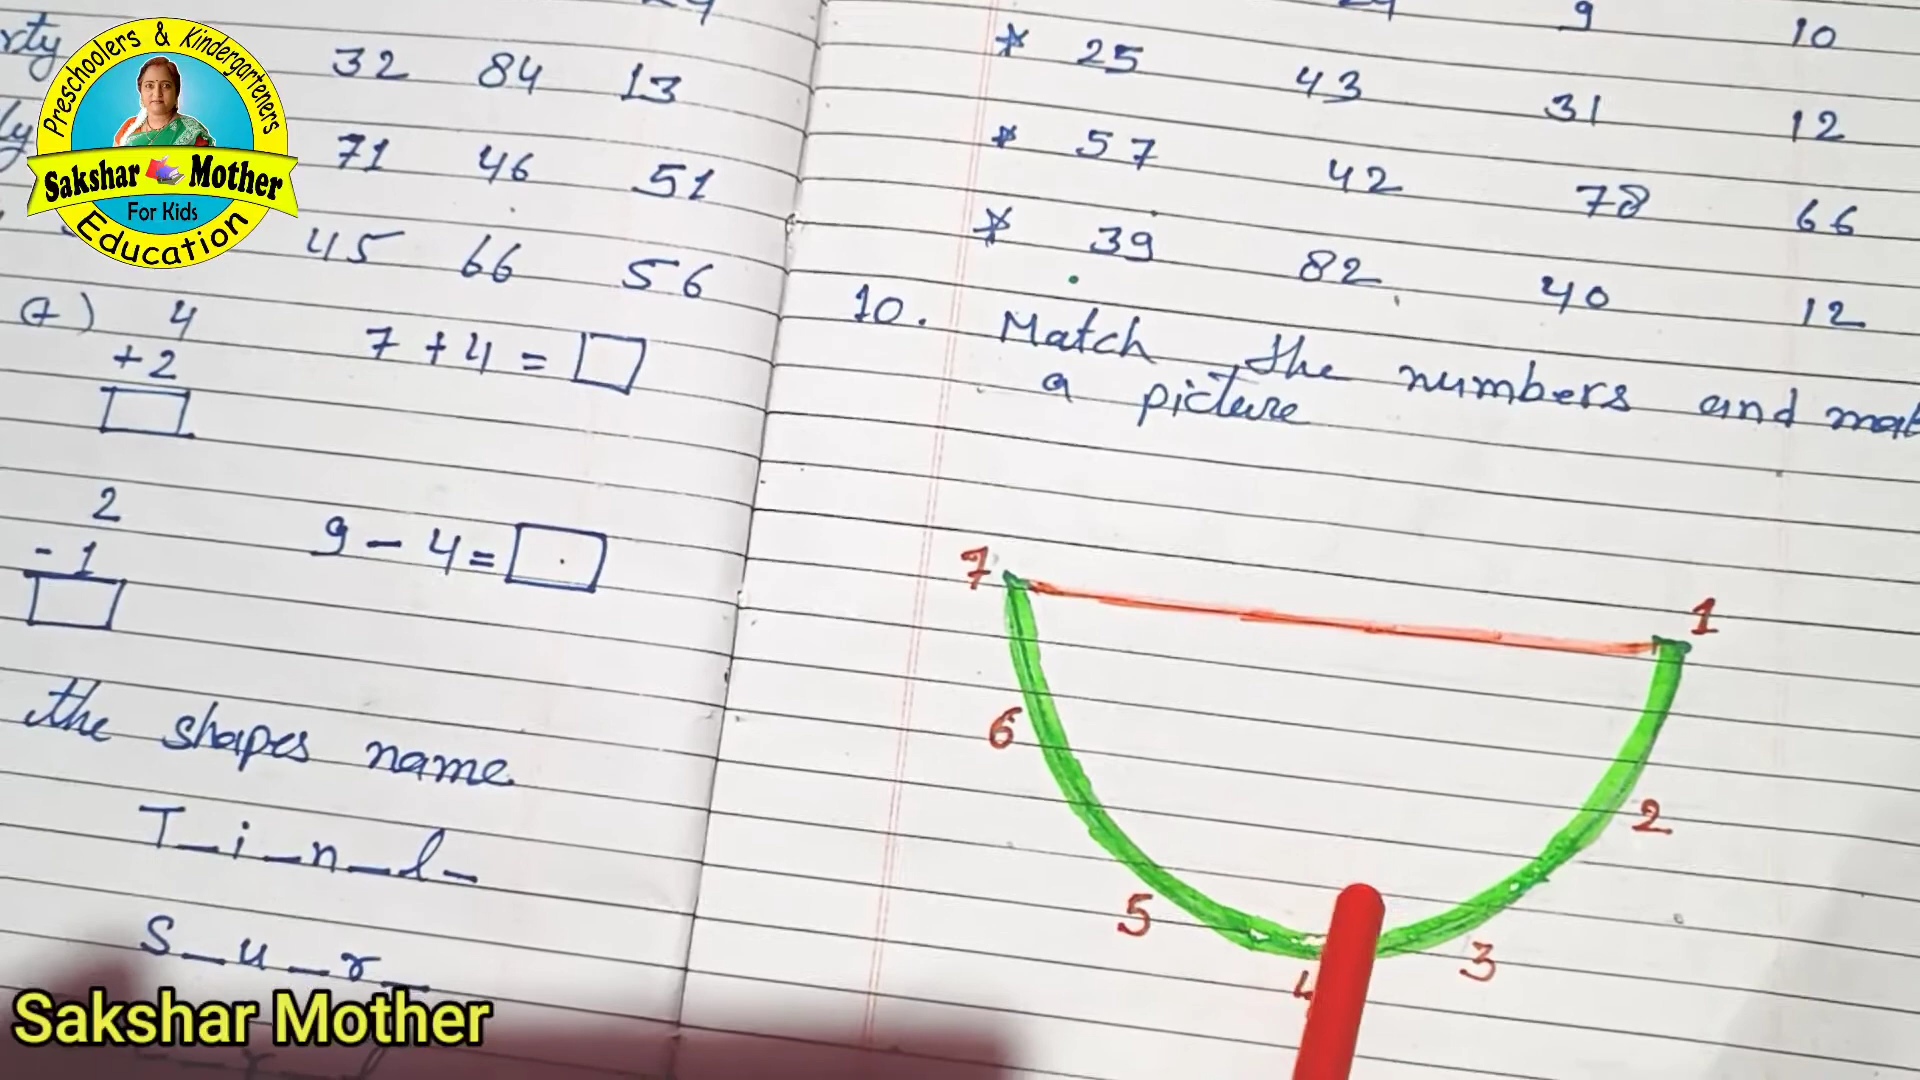 Preschoolers & Kindergarteners
Sakshar Mother
For Kids
Education
32 84 13
71 46 51
45 66 56
7) 4
+2
7 + 4 =
2
- 1
9 - 4 =
the shapes name
T_i_n_l_
S_u_r_
9 10
* 25 43 31 12
* 57 42 78 66
* 39 82 40 12
10. Match the numbers and
a picture
7
1
6
2
5
3
4
Sakshar Mother